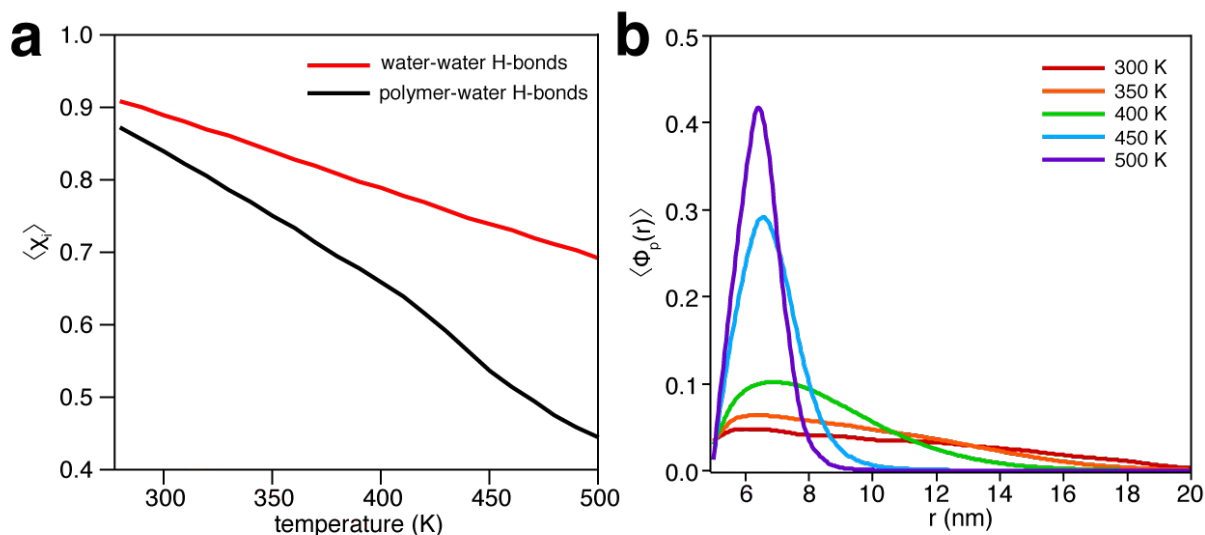 a
1.0
0.9
0.8
0.7
0.6
0.5
0.4
⟨χᵢ⟩
water-water H-bonds
polymer-water H-bonds
300 350 400 450 500
temperature (K)
b
0.5
0.4
0.3
0.2
0.1
0.0
⟨Φₚ(r)⟩
300 K
350 K
400 K
450 K
500 K
6 8 10 12 14 16 18 20
r (nm)